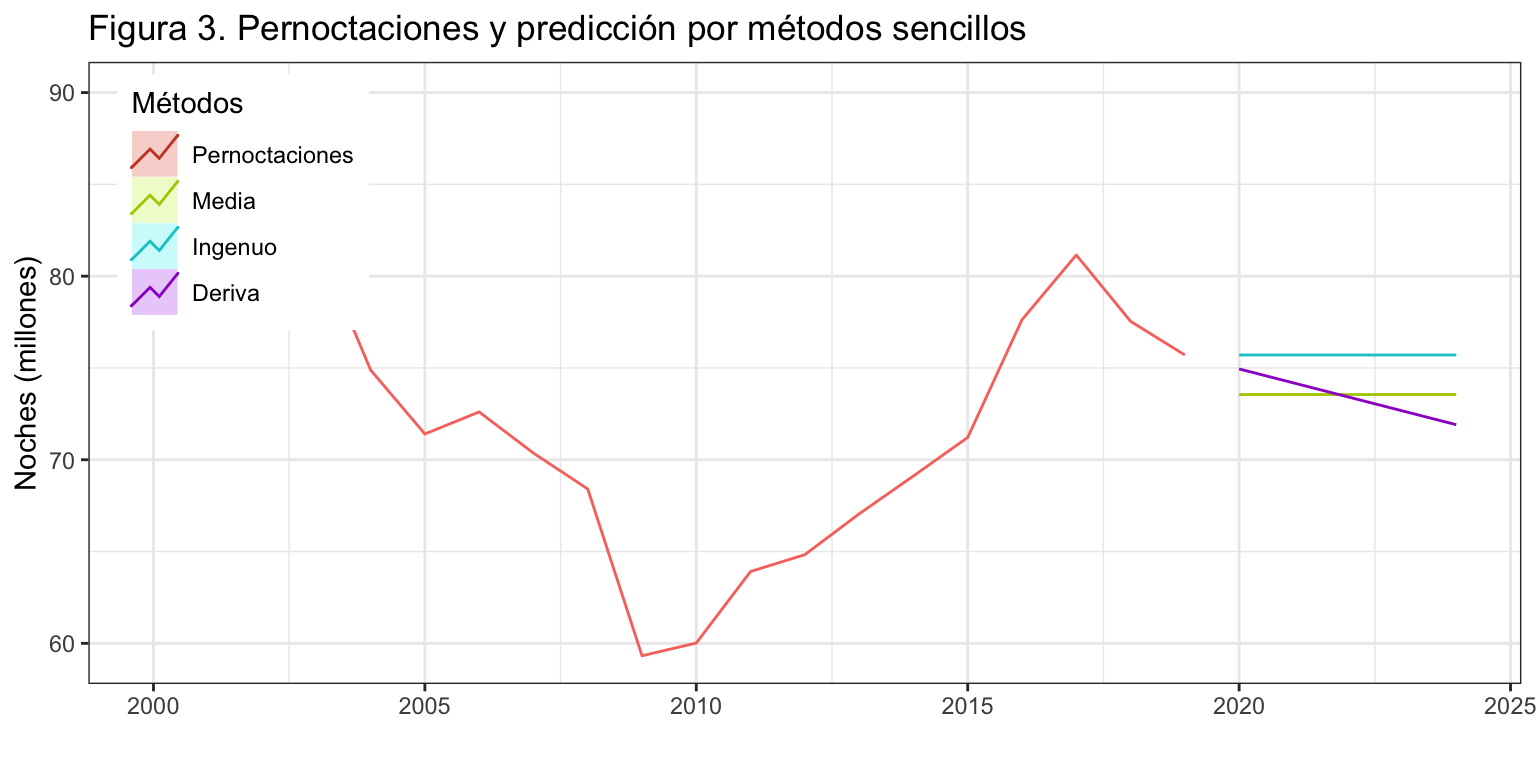 Figura 3. Pernoctaciones y predicción por métodos sencillos
Noches (millones)
90
80
70
60
Métodos
Pernoctaciones
Media
Ingenuo
Deriva
2000
2005
2010
2015
2020
2025